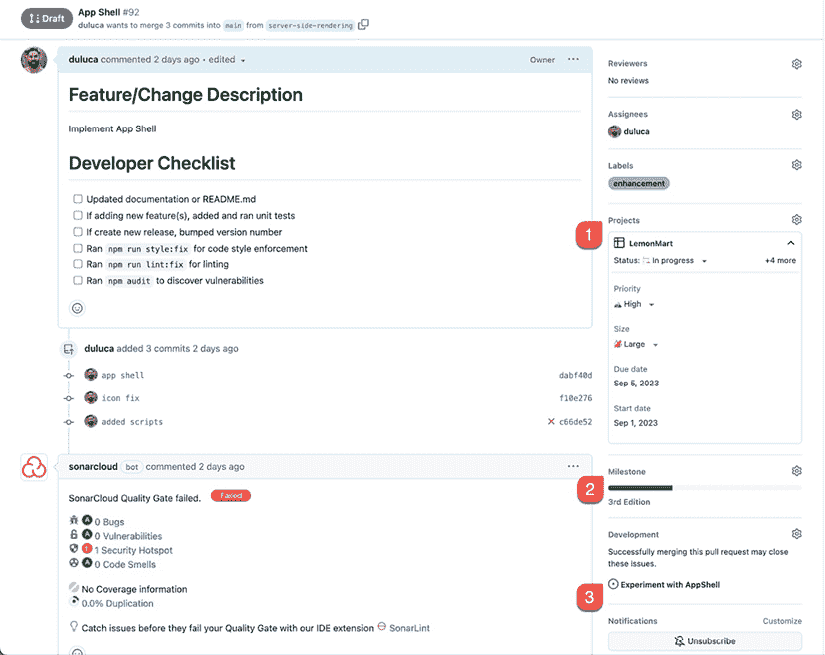 Draft
App Shell #92
duluca wants to merge 3 commits into main from server-side-rendering
duluca commented 2 days ago • edited
Owner
Feature/Change Description
Implement App Shell
Developer Checklist
Updated documentation or README.md
If adding new feature(s), added and ran unit tests
If create new release, bumped version number
Ran npm run style:fix for code style enforcement
Ran npm run lint:fix for linting
Ran npm audit to discover vulnerabilities
duluca added 3 commits 2 days ago
app shell dabf40d
icon fix f10e276
added scripts c66de52
sonarcloud bot commented 2 days ago
SonarCloud Quality Gate failed. Failed
A 0 Bugs
A 0 Vulnerabilities
1 Security Hotspot
A 0 Code Smells
No Coverage information
0.0% Duplication
Catch issues before they fail your Quality Gate with our IDE extension SonarLint
Reviewers
No reviews
Assignees
duluca
Labels
enhancement
1
Projects
LemonMart
Status: In progress +4 more
Priority
High
Size
Large
Due date
Sep 5, 2023
Start date
Sep 1, 2023
2
Milestone
3rd Edition
Development
Successfully merging this pull request may close
these issues.
Experiment with AppShell
3
Notifications Customize
Unsubscribe